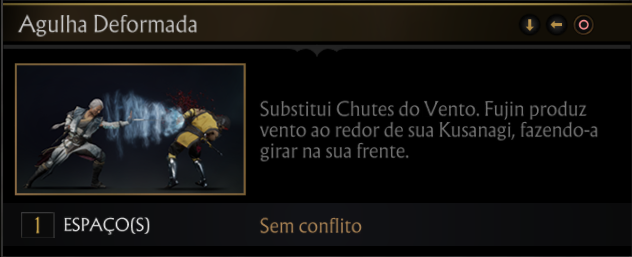 Agulha Deformada
Substitui Chutes do Vento. Fujin produz
vento ao redor de sua Kusanagi, fazendo-a
girar na sua frente.
1 ESPAÇO(S)
Sem conflito